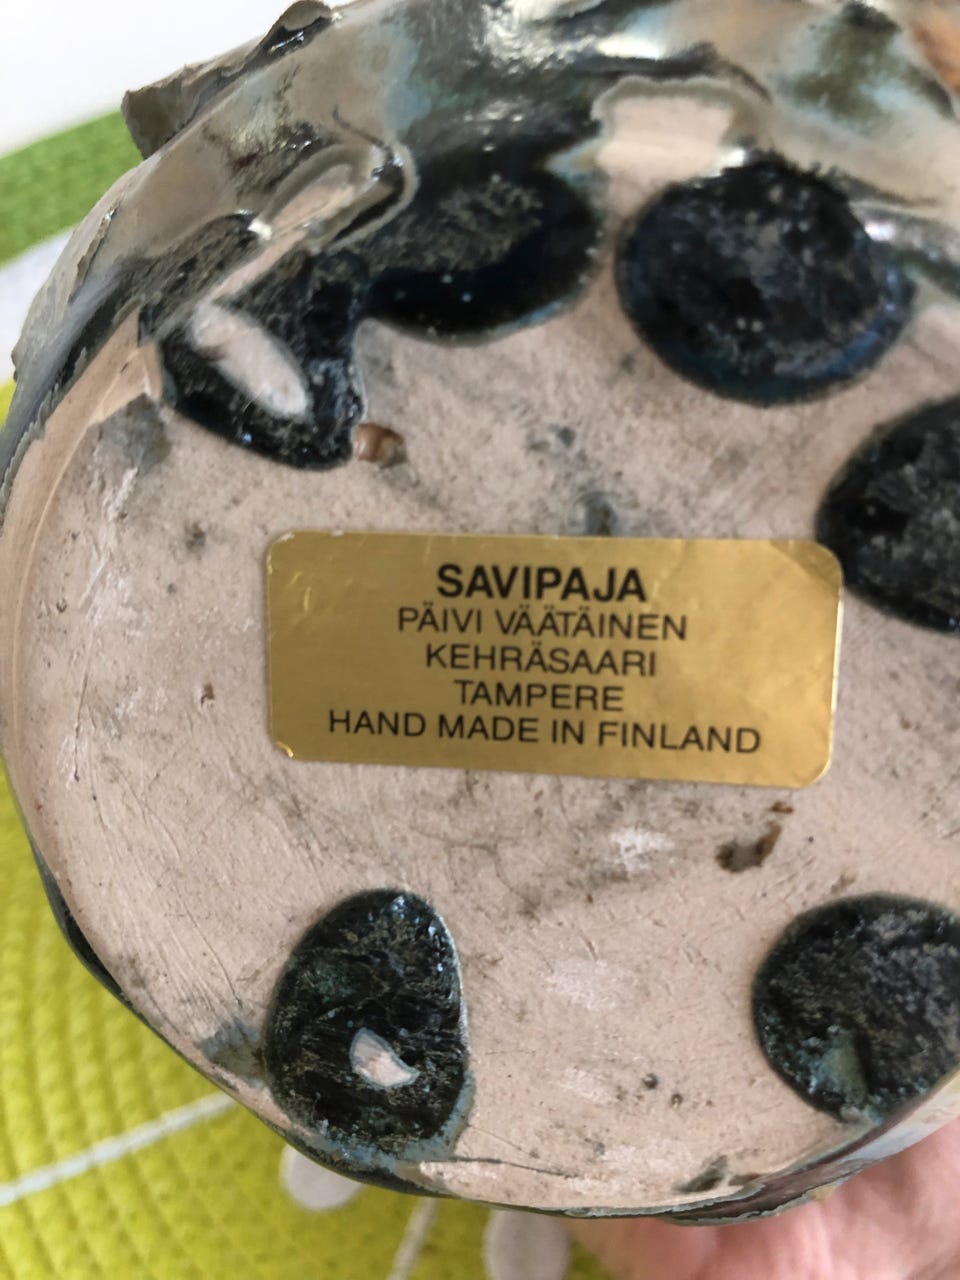 SAVIPAJA
PÄIVI VÄÄTÄINEN
KEHRÄSAARI
TAMPERE
HAND MADE IN FINLAND